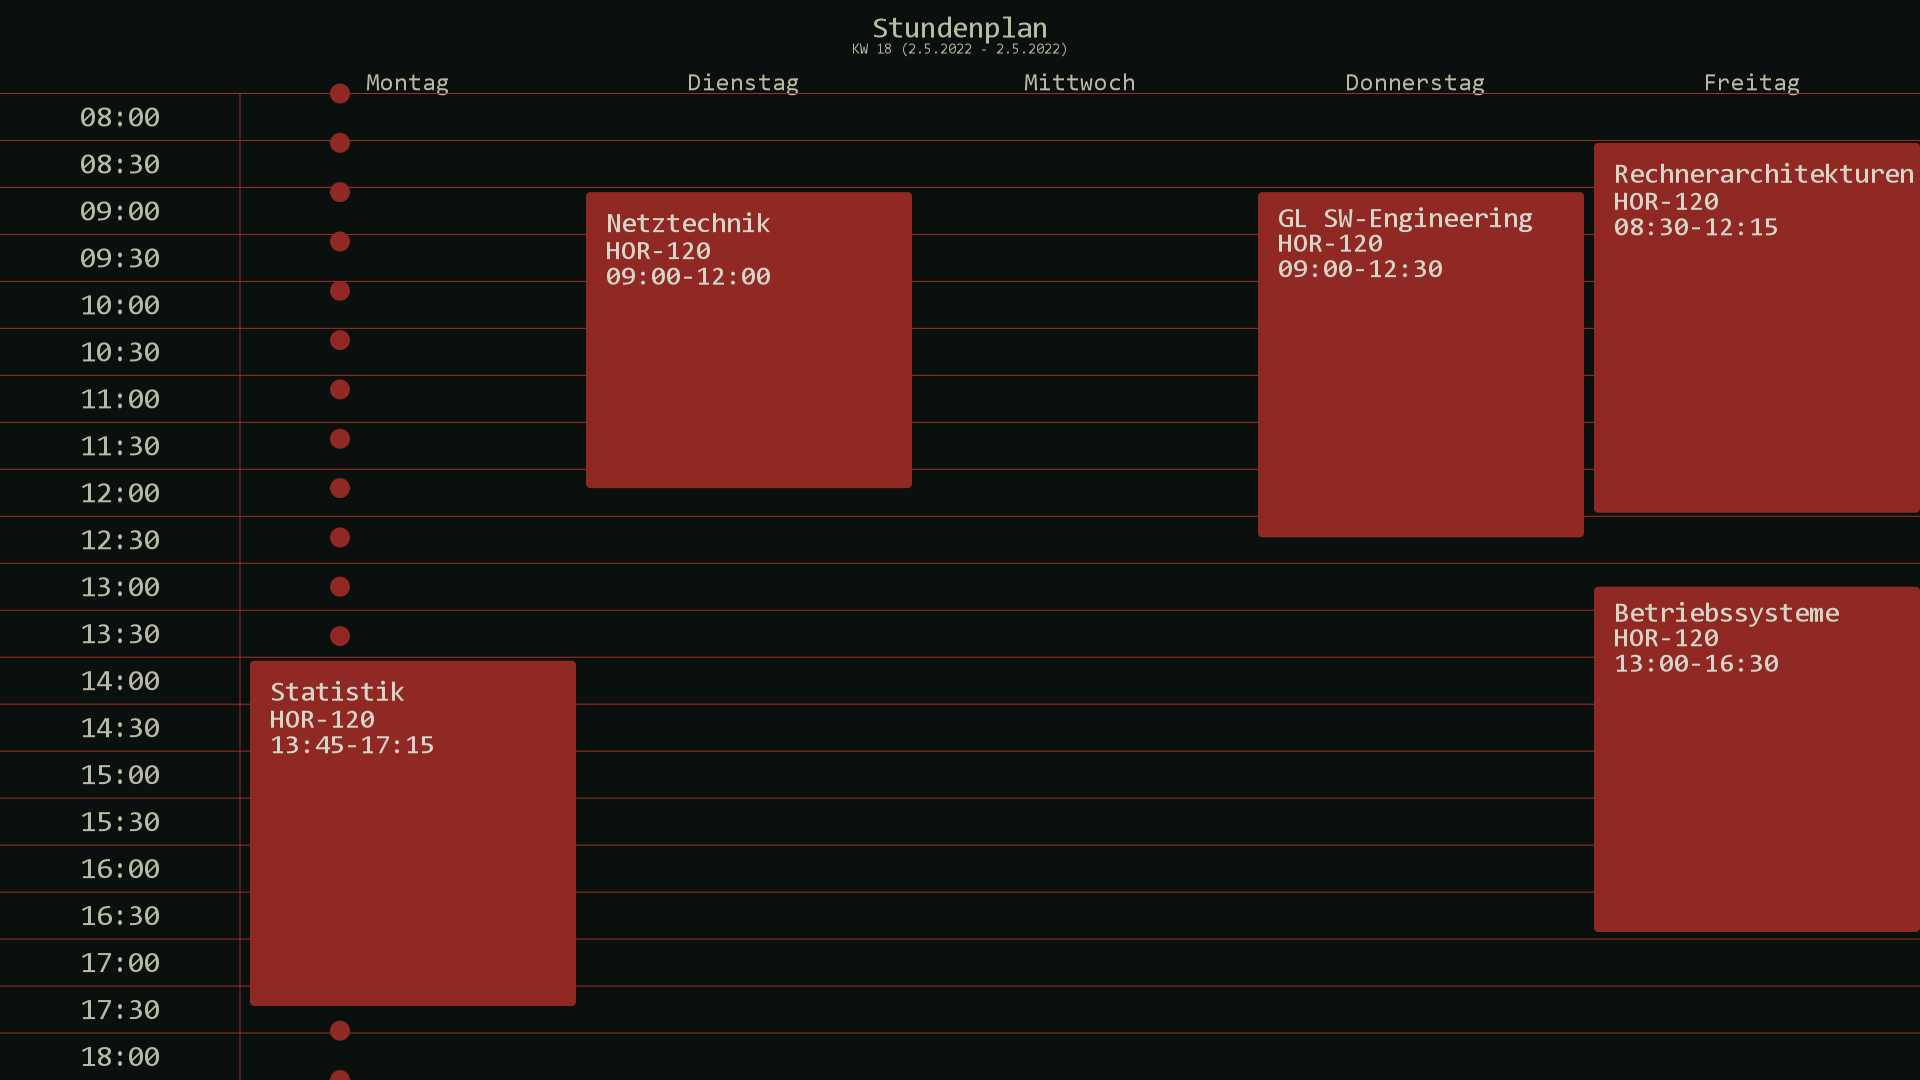 Stundenplan
KW 18 (2.5.2022 - 2.5.2022)
Montag
Dienstag
Mittwoch
Donnerstag
Freitag
08:00
08:30
09:00
09:30
10:00
10:30
11:00
11:30
12:00
12:30
13:00
13:30
14:00
14:30
15:00
15:30
16:00
16:30
17:00
17:30
18:00
Statistik
HOR-120
13:45-17:15
Netztechnik
HOR-120
09:00-12:00
GL SW-Engineering
HOR-120
09:00-12:30
Rechnerarchitekturen
HOR-120
08:30-12:15
Betriebssysteme
HOR-120
13:00-16:30